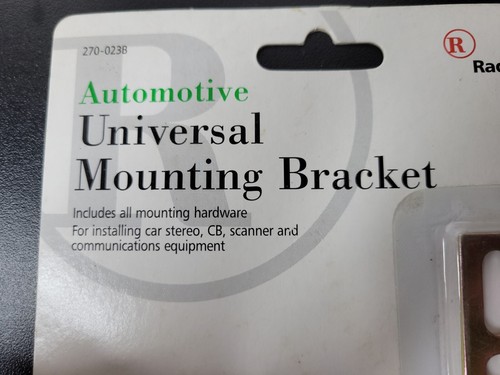 270-023B
Automotive
Universal
Mounting Bracket
Includes all mounting hardware
For installing car stereo, CB, scanner and
communications equipment
R